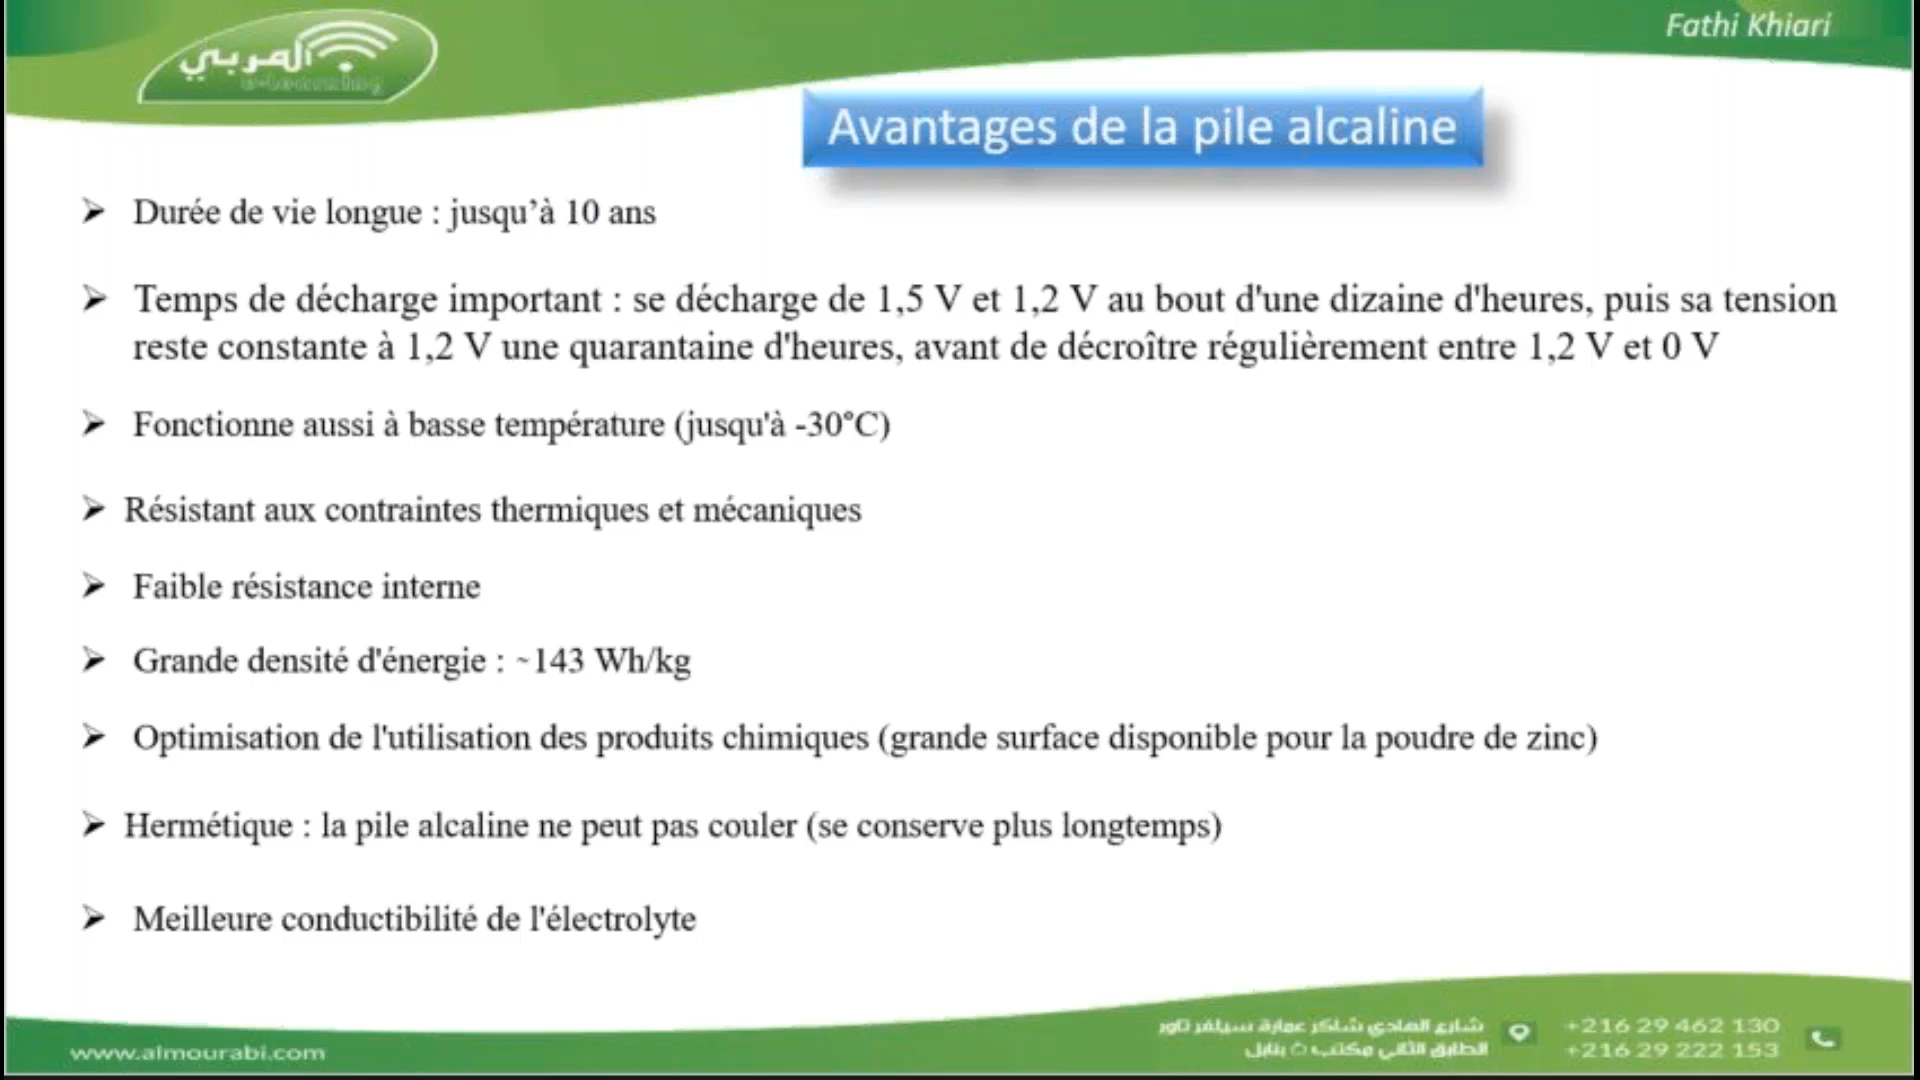 Fathi Khiari
المربي
e-learning
Avantages de la pile alcaline
➢ Durée de vie longue : jusqu’à 10 ans
➢ Temps de décharge important : se décharge de 1,5 V et 1,2 V au bout d'une dizaine d'heures, puis sa tension
reste constante à 1,2 V une quarantaine d'heures, avant de décroître régulièrement entre 1,2 V et 0 V
➢ Fonctionne aussi à basse température (jusqu'à -30°C)
➢ Résistant aux contraintes thermiques et mécaniques
➢ Faible résistance interne
➢ Grande densité d'énergie : ~143 Wh/kg
➢ Optimisation de l'utilisation des produits chimiques (grande surface disponible pour la poudre de zinc)
➢ Hermétique : la pile alcaline ne peut pas couler (se conserve plus longtemps)
➢ Meilleure conductibilité de l'électrolyte
www.almourabi.com
شارع الهادي شاكر عمارة سيلفر تاور
الطابق الثاني مكتب نابل
+216 29 462 130
+216 29 222 153